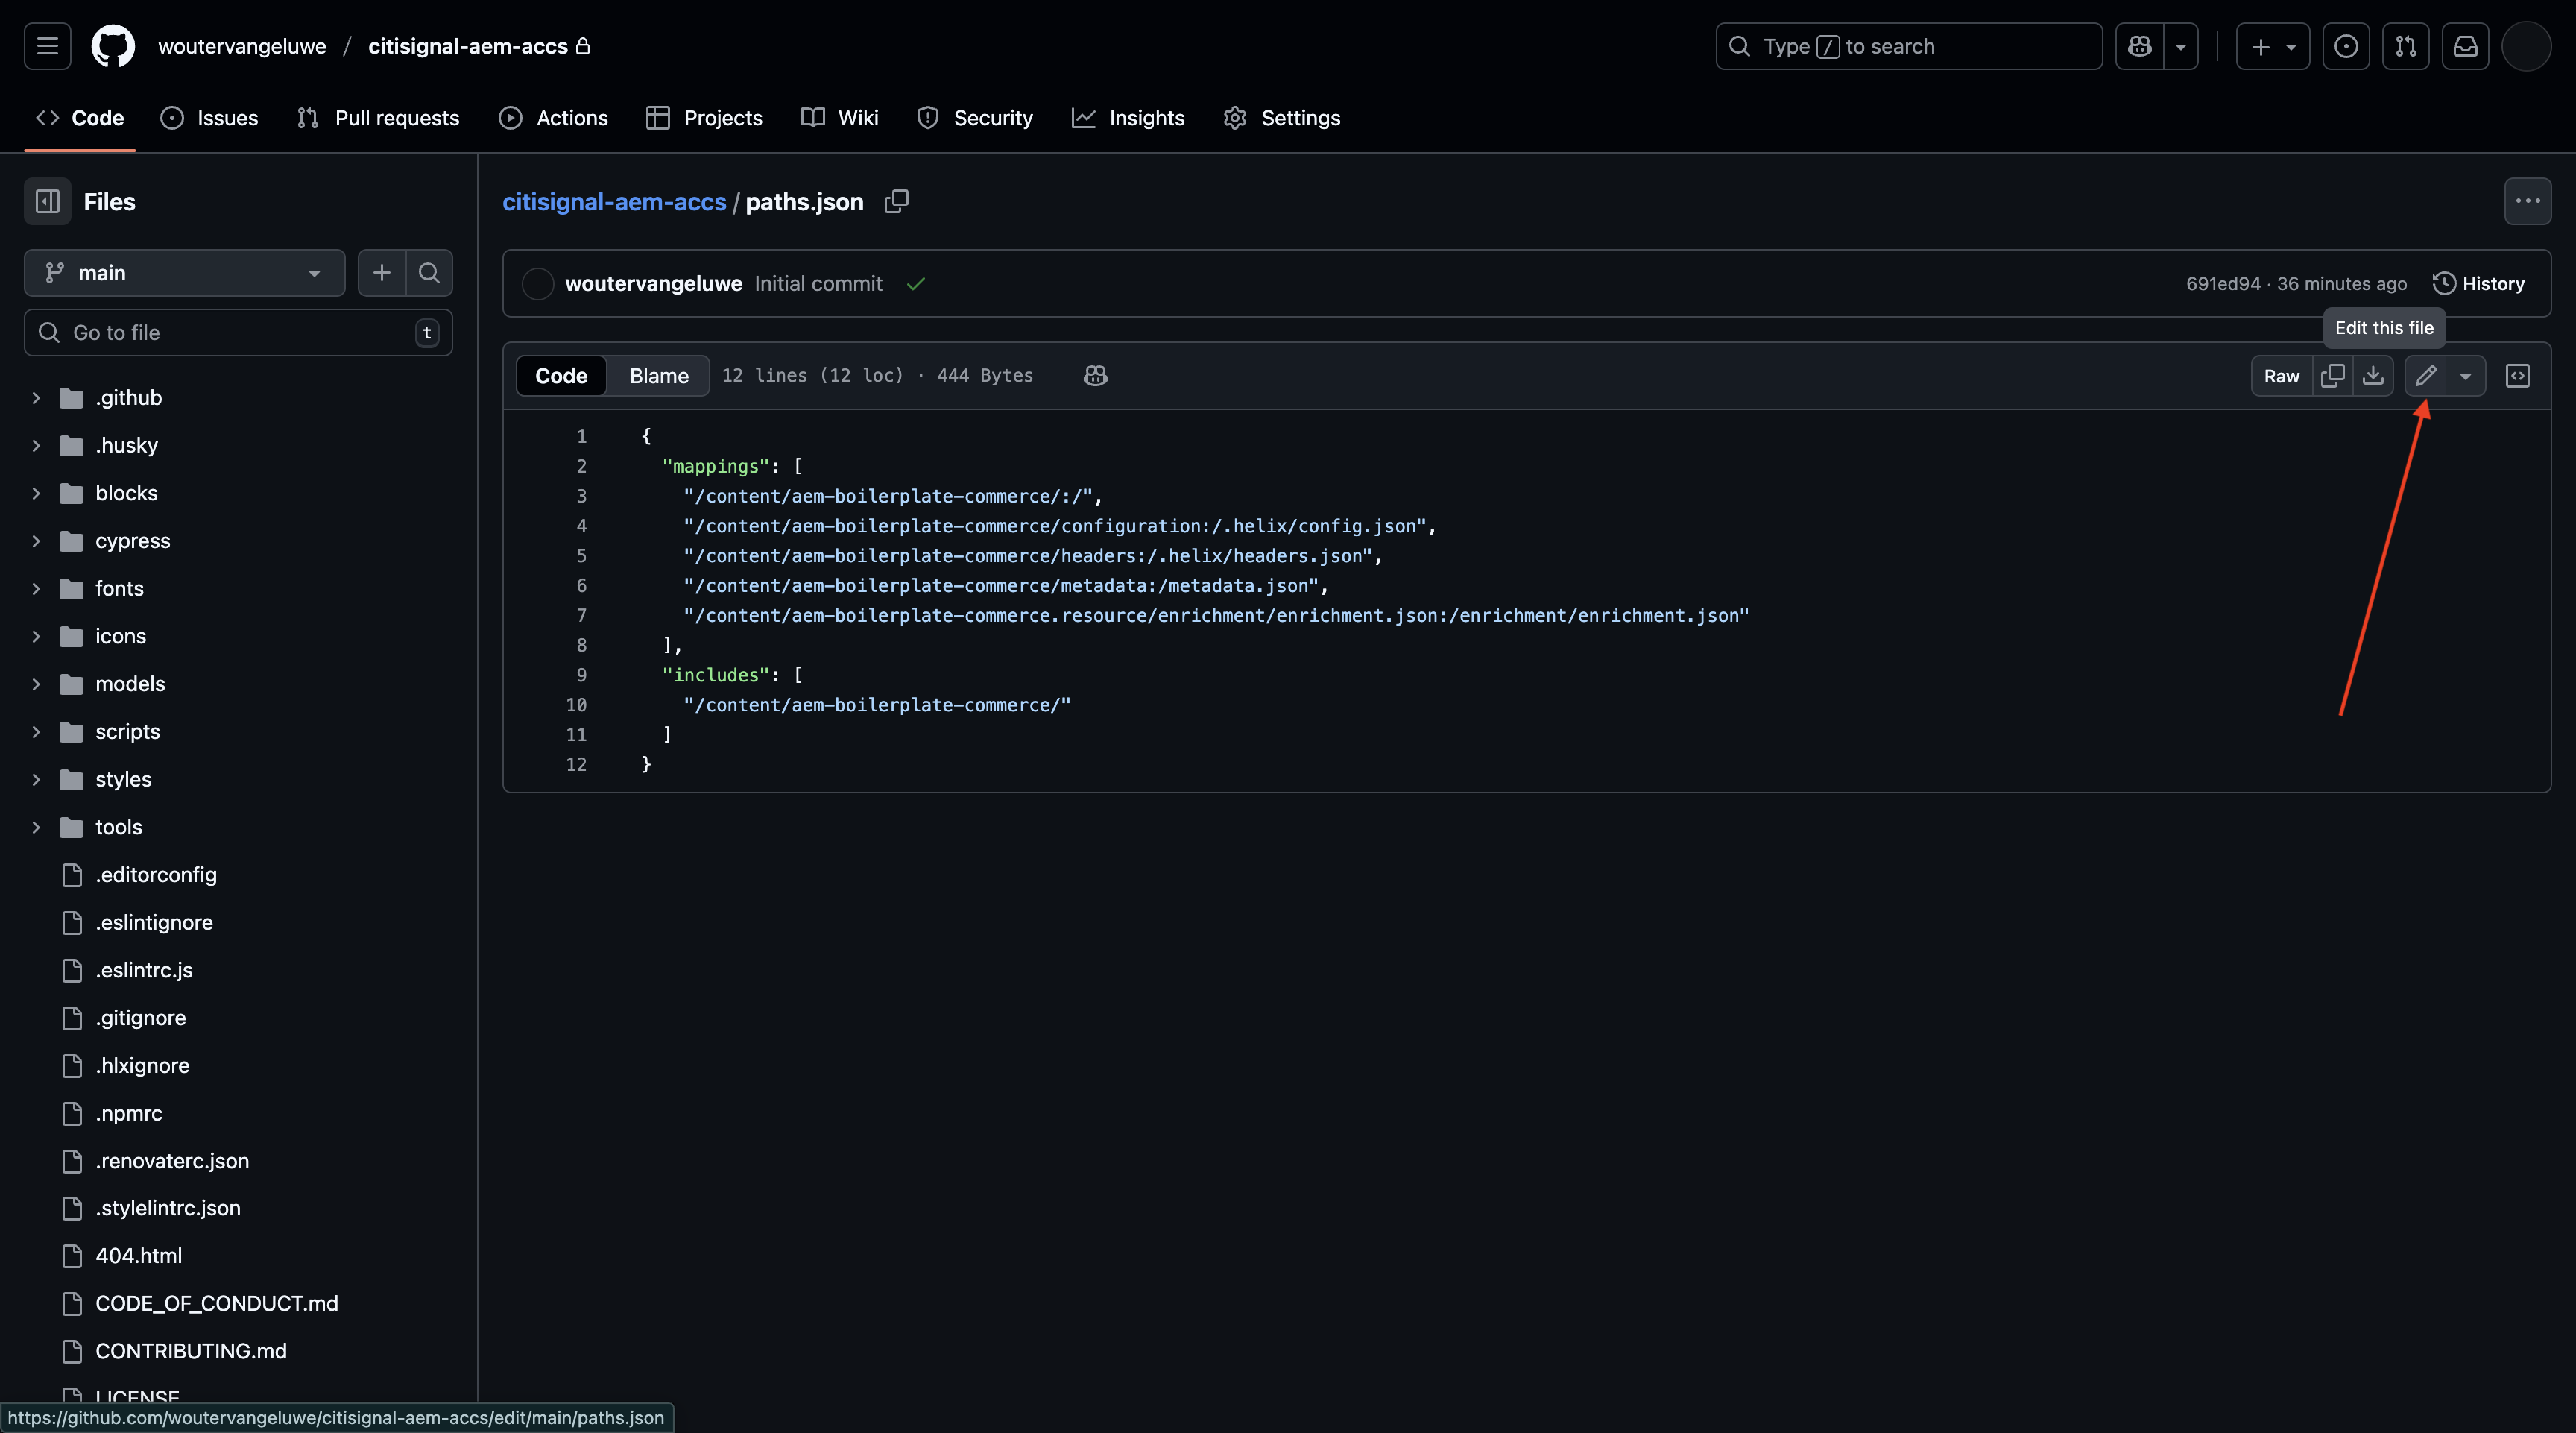 woutervangeluwe / citisignal-aem-accs
Type / to search
Code Issues Pull requests Actions Projects Wiki Security Insights Settings
Files
main
Go to file t
.github
.husky
blocks
cypress
fonts
icons
models
scripts
styles
tools
.editorconfig
.eslintignore
.eslintrc.js
.gitignore
.hlxignore
.npmrc
.renovaterc.json
.stylelintrc.json
404.html
CODE_OF_CONDUCT.md
CONTRIBUTING.md
LICENSE
https://github.com/woutervangeluwe/citisignal-aem-accs/edit/main/paths.json
citisignal-aem-accs / paths.json
woutervangeluwe Initial commit 691ed94 · 36 minutes ago History
Edit this file
Code Blame 12 lines (12 loc) · 444 Bytes Raw
1 {
2 "mappings": [
3 "/content/aem-boilerplate-commerce/:/",
4 "/content/aem-boilerplate-commerce/configuration:/.helix/config.json",
5 "/content/aem-boilerplate-commerce/headers:/.helix/headers.json",
6 "/content/aem-boilerplate-commerce/metadata:/metadata.json",
7 "/content/aem-boilerplate-commerce.resource/enrichment/enrichment.json:/enrichment/enrichment.json"
8 ],
9 "includes": [
10 "/content/aem-boilerplate-commerce/"
11 ]
12 }